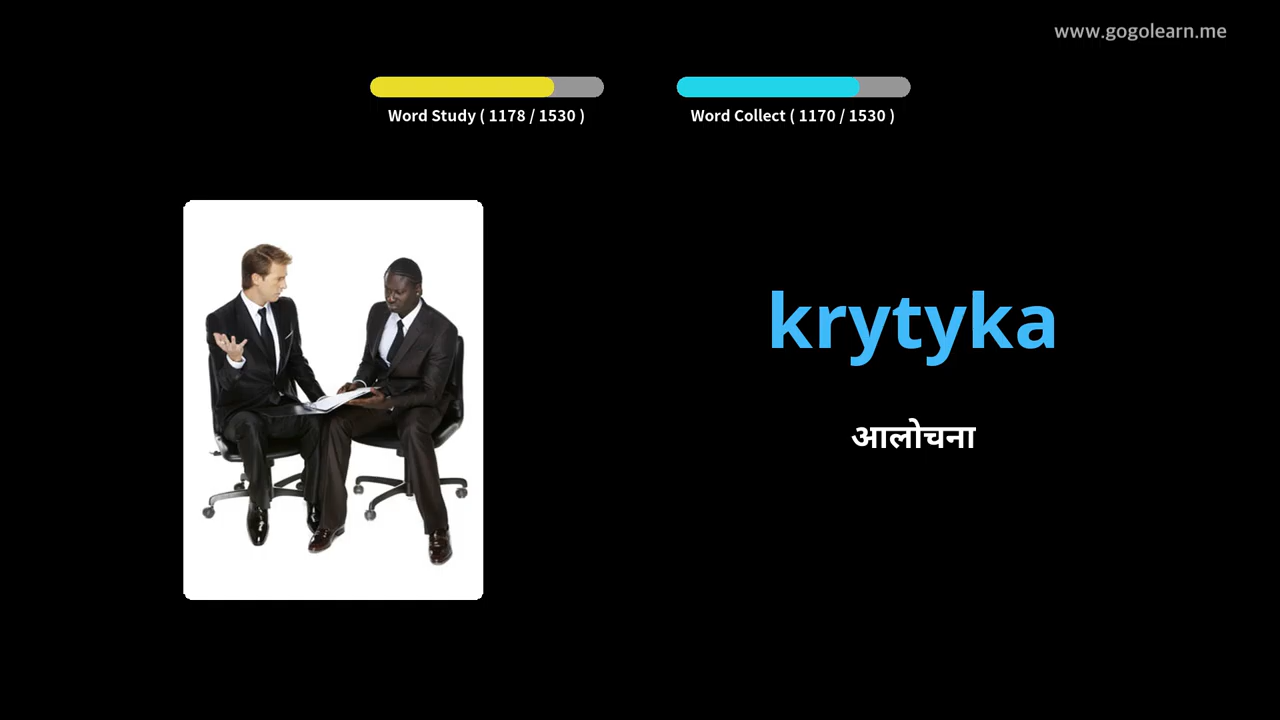 www.gogolearn.me
Word Study ( 1178 / 1530 )
Word Collect ( 1170 / 1530 )
krytyka
आलोचना